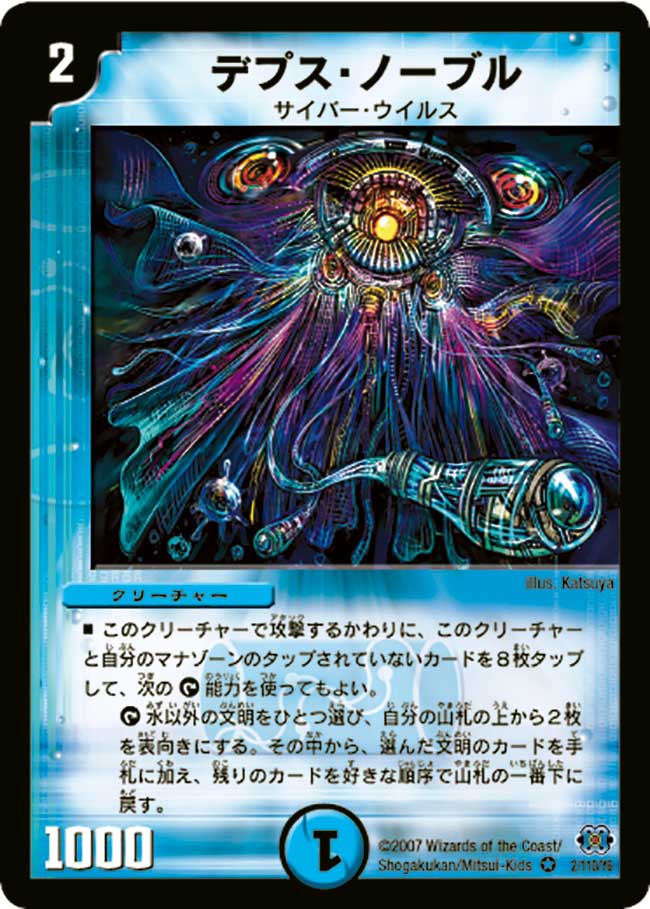 2
デプス・ノーブル
サイバー・ウイルス
illus. Katsuya
クリーチャー
■ このクリーチャーで攻撃するかわりに、このクリーチャー
と自分のマナゾーンのタップされていないカードを8枚タップ
して、次の 能力を使ってもよい。
水以外の文明をひとつ選び、自分の山札の上から2枚
を表向きにする。その中から、選んだ文明のカードを手
札に加え、残りのカードを好きな順序で山札の一番下に
戻す。
1000
1
©2007 Wizards of the Coast/
Shogakukan/Mitsui-Kids
2/110/Y6